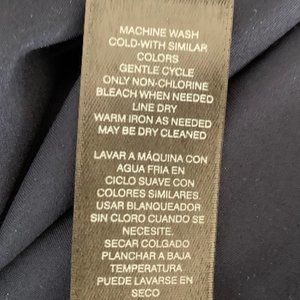 MACHINE WASH
COLD-WITH SIMILAR
COLORS
GENTLE CYCLE
ONLY NON-CHLORINE
BLEACH WHEN NEEDED
LINE DRY
WARM IRON AS NEEDED
MAY BE DRY CLEANED
LAVAR A MÁQUINA CON
AGUA FRIA EN
CICLO SUAVE CON
COLORES SIMILARES.
USAR BLANQUEADOR
SIN CLORO CUANDO SE
NECESITE.
SECAR COLGADO
PLANCHAR A BAJA
TEMPERATURA
PUEDE LAVARSE EN
SECO